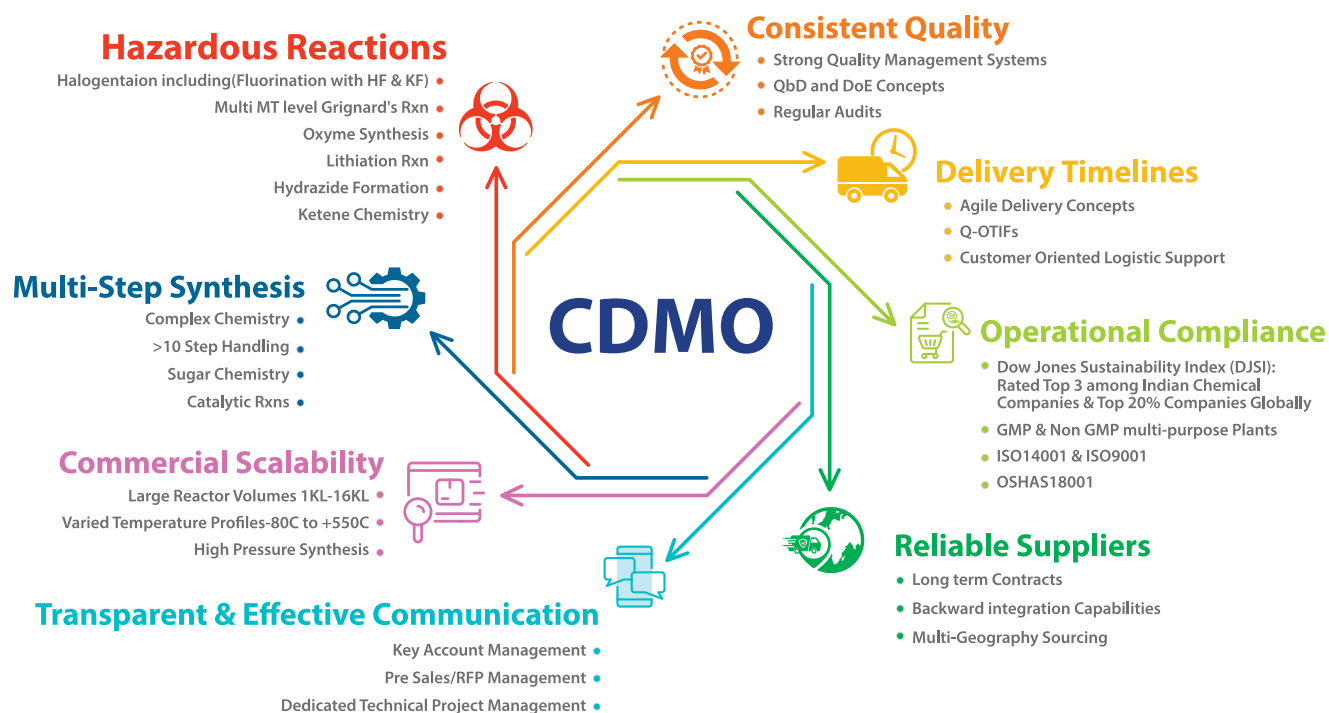 Hazardous Reactions
Halogentaion including(Fluorination with HF & KF)
Multi MT level Grignard's Rxn
Oxyme Synthesis
Lithiation Rxn
Hydrazide Formation
Ketene Chemistry
Consistent Quality
Strong Quality Management Systems
QbD and DoE Concepts
Regular Audits
Delivery Timelines
Agile Delivery Concepts
Q-OTIFs
Customer Oriented Logistic Support
Multi-Step Synthesis
Complex Chemistry
>10 Step Handling
Sugar Chemistry
Catalytic Rxns
CDMO
Operational Compliance
Dow Jones Sustainability Index (DJSI):
Rated Top 3 among Indian Chemical
Companies & Top 20% Companies Globally
GMP & Non GMP multi-purpose Plants
ISO14001 & ISO9001
OSHAS18001
Commercial Scalability
Large Reactor Volumes 1KL-16KL
Varied Temperature Profiles-80C to +550C
High Pressure Synthesis
Reliable Suppliers
Long term Contracts
Backward integration Capabilities
Multi-Geography Sourcing
Transparent & Effective Communication
Key Account Management
Pre Sales/RFP Management
Dedicated Technical Project Management